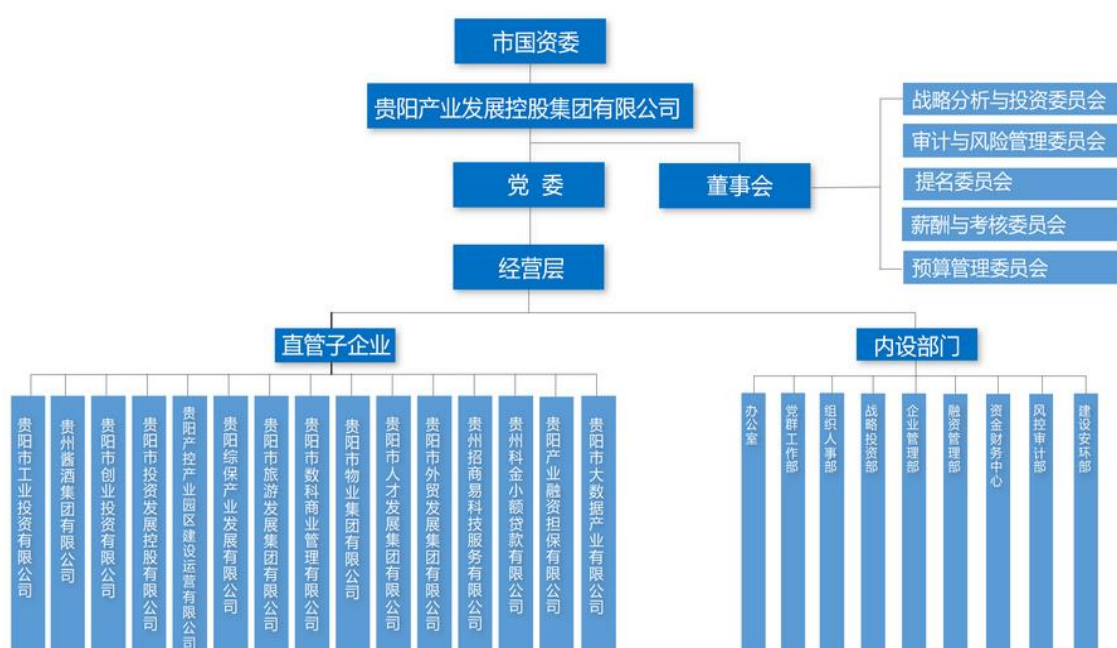 市国资委
贵阳产业发展控股集团有限公司
党 委
董事会
战略分析与投资委员会
审计与风险管理委员会
提名委员会
薪酬与考核委员会
预算管理委员会
经营层
直管子企业
内设部门
贵阳市工业投资有限公司
贵州酱酒集团有限公司
贵阳市创业投资有限公司
贵阳市投资发展控股有限公司
贵阳产控产业园区建设运营有限公司
贵阳综保产业发展有限公司
贵阳市旅游发展集团有限公司
贵阳市数科商业管理有限公司
贵阳市物业集团有限公司
贵阳市人才发展集团有限公司
贵阳市外贸发展集团有限公司
贵州招商易科技服务有限公司
贵州科金小额贷款有限公司
贵阳产业融资担保有限公司
贵阳市大数据产业有限公司
办公室
党群工作部
组织人事部
战略投资部
企业管理部
融资管理部
资金财务中心
风控审计部
建设安环部